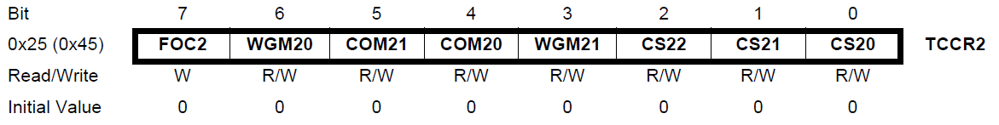 Bit 7 6 5 4 3 2 1 0
0x25 (0x45) FOC2 WGM20 COM21 COM20 WGM21 CS22 CS21 CS20 TCCR2
Read/Write W R/W R/W R/W R/W R/W R/W R/W
Initial Value 0 0 0 0 0 0 0 0